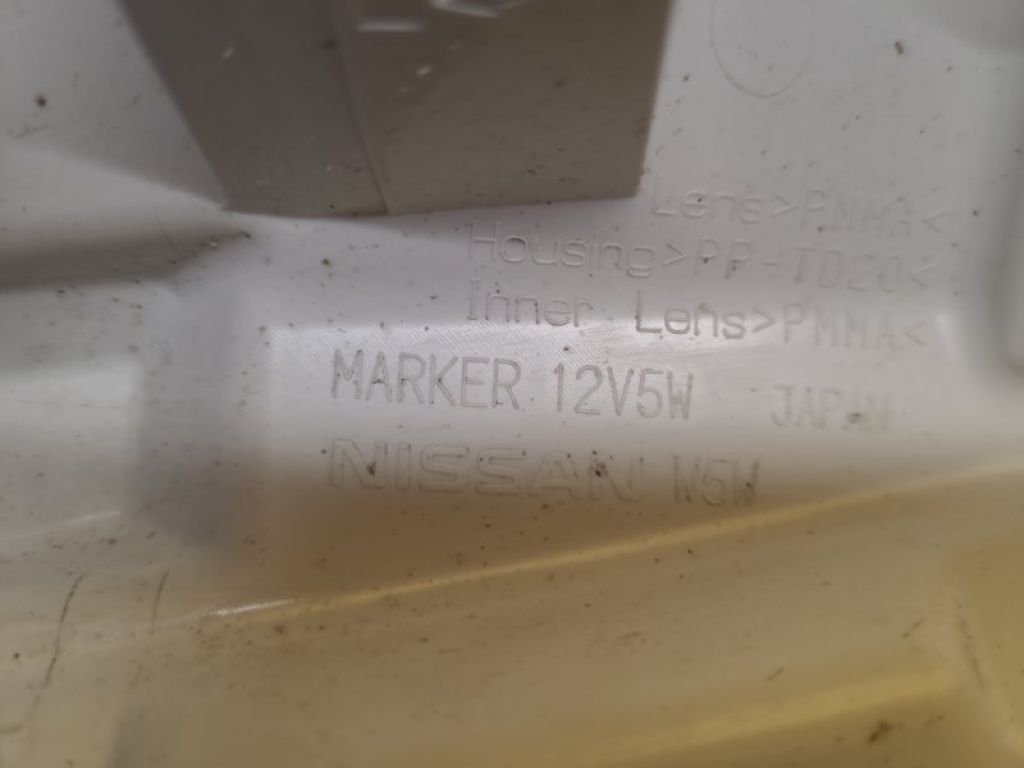 Lens>PMMA<
Housing>PP-TD20<
Inner Lens>PMMA<
MARKER 12V5W JAPAN
NISSAN W5W